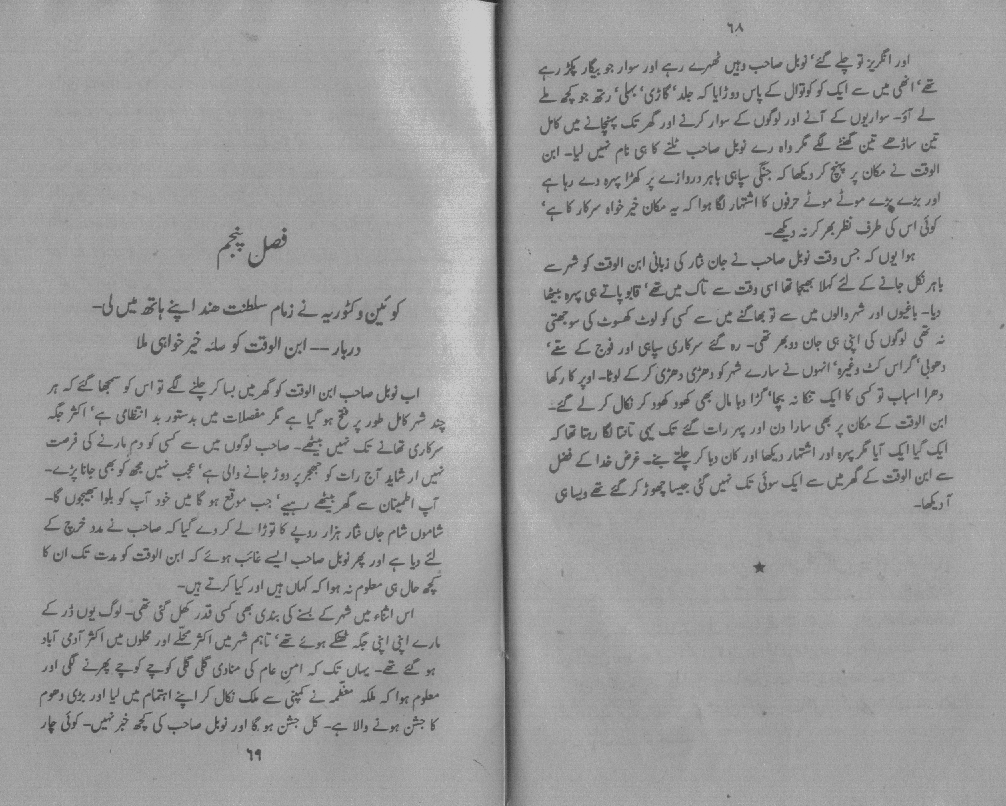 ۶۸
اور انگریز تو چلے گئے‘ نوبل صاحب وہیں ٹھہرے رہے اور سوار جو بیگار پکڑ رہے
تھے‘ انھی میں سے ایک کو کوتوال کے پاس دوڑایا کہ جلد‘ گاڑی‘ بہلی‘ رتھ جو کچھ ملے
لے آؤ۔ سواریوں کے آنے اور لوگوں کے سوار کرنے اور گھر تک پہنچانے میں کامل
تین ساڑھے تین گھنٹے لگے مگر واہ رے نوبل صاحب ٹلنے کا ہی نام نہیں لیا۔ ابن
الوقت نے مکان پر پہنچ کر دیکھا کہ جنگی سپاہی باہر دروازے پر کھڑا پہرہ دے رہا ہے
اور بڑے بڑے موٹے موٹے حرفوں کا اشتہار لگا ہوا کہ یہ مکان خیر خواہ سرکار کا ہے‘
کوئی اس کی طرف نظر بھر کر نہ دیکھے۔
ہوا یوں کہ جس وقت نوبل صاحب نے جان نثار کی زبانی ابن الوقت کو شہر سے
باہر نکل جانے کے لئے کہلا بھیجا تھا اسی وقت سے تاک میں تھے‘ قابو پاتے ہی پہرہ بیٹھا
دیا۔ باغیوں اور شہر والوں میں سے تو بھاگنے میں سے کسی کو لوٹ کھسوٹ کی سوجھتی
نہ تھی لوگوں کی اپنی ہی جان دوبھر تھی۔ رہ گئے سرکاری سپاہی اور فوج کے سقے‘
دھوبی‘ گراس کٹ وغیرہ‘ انہوں نے سارے شہر کو دھڑی دھڑی کر کے لوٹا۔ اوپر کا رکھا
دھرا اسباب تو کسی کا ایک تنکا نہ بچا‘ گڑا دبا مال بھی کھود کھود کر نکال کر لے گئے۔
ابن الوقت کے مکان پر بھی سارا دن اور پہر رات گئے تک یہی تانتا لگا رہتا تھا کہ
ایک گیا ایک آیا مگر پہرہ اور اشتہار دیکھا اور کان دبا کر چلتے بنے۔ غرض خدا کے فضل
سے ابن الوقت کے گھر میں سے ایک سوئی تک نہیں گئی جیسا چھوڑ کر گئے تھے ویسا ہی
آ دیکھا۔
★
فصل پنجم
کوئین وکٹوریہ نے زمام سلطنت ھند اپنے ہاتھ میں لی۔
دربار — ابن الوقت کو صلۂ خیر خواہی ملا
اب نوبل صاحب ابن الوقت کو گھر میں بسا کر چلنے لگے تو اس کو سمجھا گئے کہ ہر
چند شہر کامل طور پر فتح ہو گیا ہے مگر مفصلات میں بدستور بد انتظامی ہے‘ اکثر جگہ
سرکاری تھانے تک نہیں بیٹھے۔ صاحب لوگوں میں سے کسی کو دم مارنے کی فرصت
نہیں ار شاید آج رات کو جھجر پر دوڑ جانے والی ہے‘ عجب نہیں مجھ کو بھی جانا پڑے۔
آپ اطمینان سے گھر بیٹھے رہیے‘ جب موقع ہو گا میں خود آپ کو بلوا بھیجوں گا۔
شاموں شام جاں نثار ہزار روپے کا توڑا لے کر دے گیا کہ صاحب نے مدد خرچ کے
لئے دیا ہے اور پھر نوبل صاحب ایسے غائب ہوئے کہ ابن الوقت کو مدت تک ان کا
کچھ حال ہی معلوم نہ ہوا کہ کہاں ہیں اور کیا کرتے ہیں۔
اس اثناء میں شہر کے بسنے کی بندی بھی کسی قدر کھل گئی تھی۔ لوگ یوں ڈر کے
مارے اپنی اپنی جگہ ٹھٹکے ہوئے تھے‘ تاہم شہر میں اکثر محلے اور محلوں میں اکثر آدمی آباد
ہو گئے تھے۔ یہاں تک کہ امن عام کی منادی گلی گلی کوچے کوچے پھرنے لگی اور
معلوم ہوا کہ ملکہ معظمہ نے کمپنی سے ملک نکال کر اپنے اہتمام میں لیا اور بڑی دھوم
کا جشن ہونے والا ہے۔ کل جشن ہو گا اور نوبل صاحب کی کچھ خبر نہیں۔ کوئی چار
۶۹